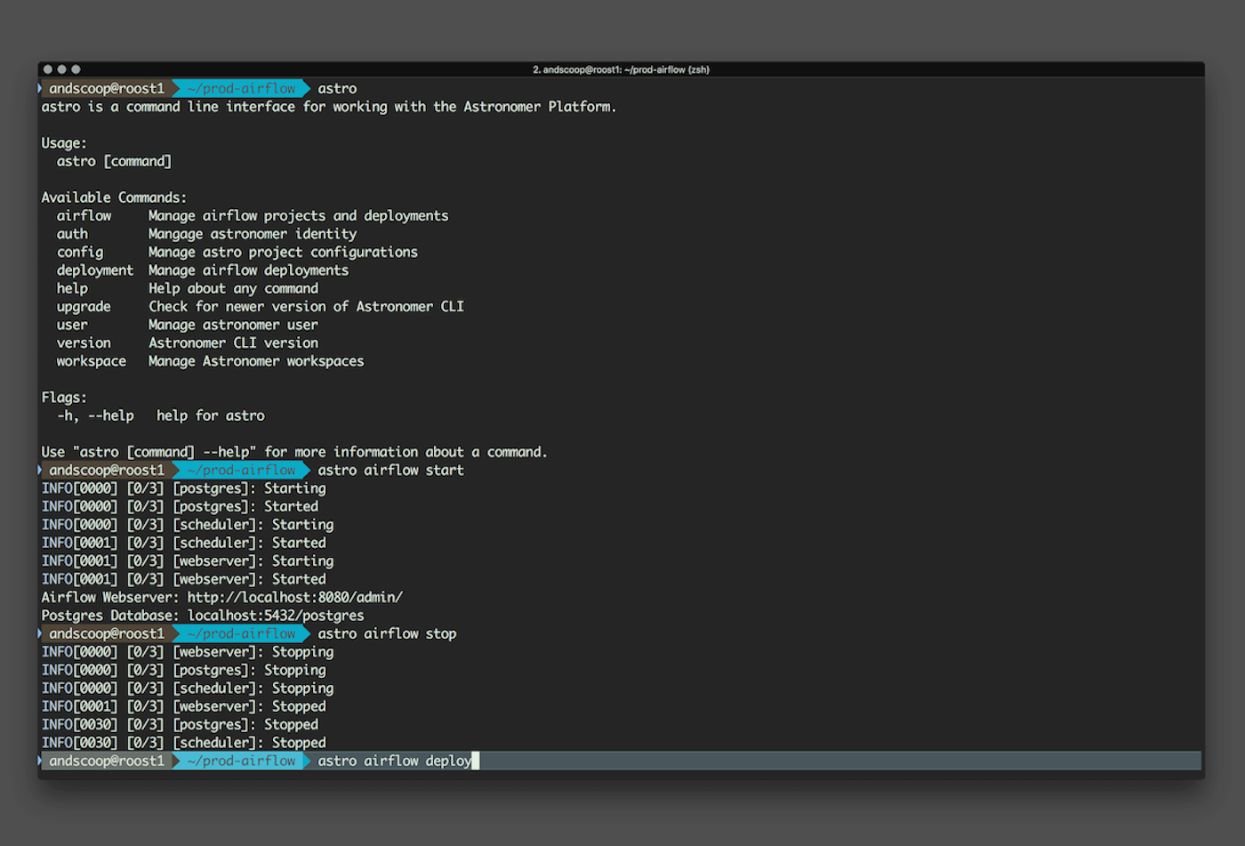 2. andscoop@roost1: ~/prod-airflow (zsh)
andscoop@roost1 ~/prod-airflow astro
astro is a command line interface for working with the Astronomer Platform.
Usage:
astro [command]
Available Commands:
airflow Manage airflow projects and deployments
auth Mangage astronomer identity
config Manage astro project configurations
deployment Manage airflow deployments
help Help about any command
upgrade Check for newer version of Astronomer CLI
user Manage astronomer user
version Astronomer CLI version
workspace Manage Astronomer workspaces
Flags:
-h, --help help for astro
Use "astro [command] --help" for more information about a command.
andscoop@roost1 ~/prod-airflow astro airflow start
INFO[0000] [0/3] [postgres]: Starting
INFO[0000] [0/3] [postgres]: Started
INFO[0000] [0/3] [scheduler]: Starting
INFO[0001] [0/3] [scheduler]: Started
INFO[0001] [0/3] [webserver]: Starting
INFO[0001] [0/3] [webserver]: Started
Airflow Webserver: http://localhost:8080/admin/
Postgres Database: localhost:5432/postgres
andscoop@roost1 ~/prod-airflow astro airflow stop
INFO[0000] [0/3] [webserver]: Stopping
INFO[0000] [0/3] [postgres]: Stopping
INFO[0000] [0/3] [scheduler]: Stopping
INFO[0001] [0/3] [webserver]: Stopped
INFO[0030] [0/3] [postgres]: Stopped
INFO[0030] [0/3] [scheduler]: Stopped
andscoop@roost1 ~/prod-airflow astro airflow deploy